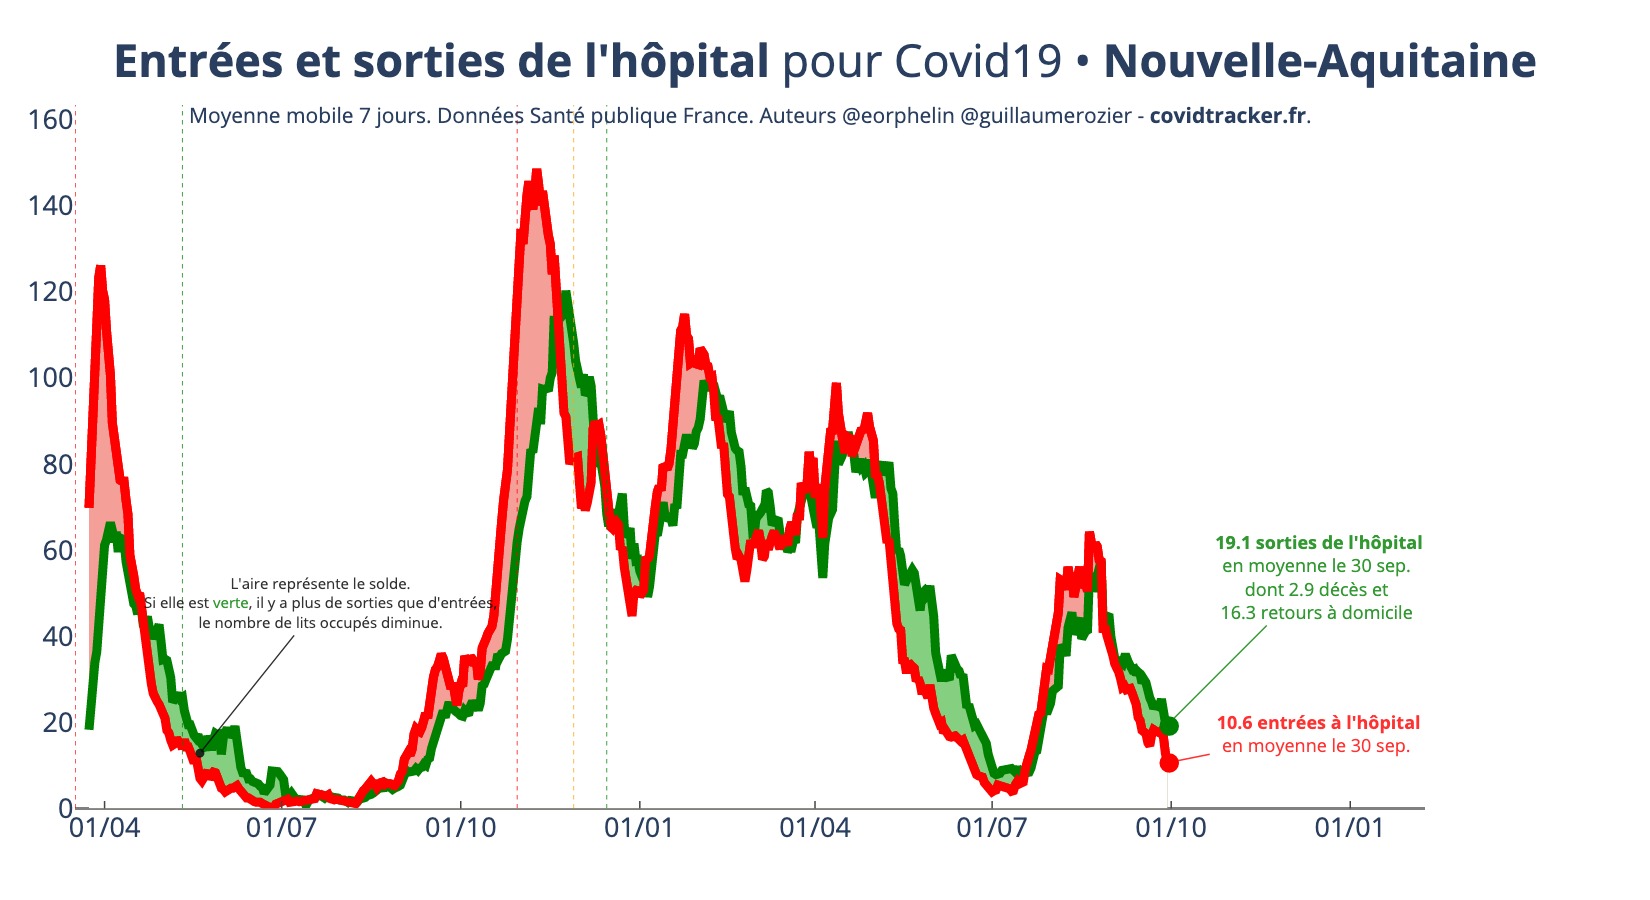 Entrées et sorties de l'hôpital pour Covid19 • Nouvelle-Aquitaine
Moyenne mobile 7 jours. Données Santé publique France. Auteurs @eorphelin @guillaumerozier - covidtracker.fr.
160
140
120
100
80
60
40
20
0
L'aire représente le solde.
Si elle est verte, il y a plus de sorties que d'entrées,
le nombre de lits occupés diminue.
19.1 sorties de l'hôpital
en moyenne le 30 sep.
dont 2.9 décès et
16.3 retours à domicile
10.6 entrées à l'hôpital
en moyenne le 30 sep.
01/04 01/07 01/10 01/01 01/04 01/07 01/10 01/01